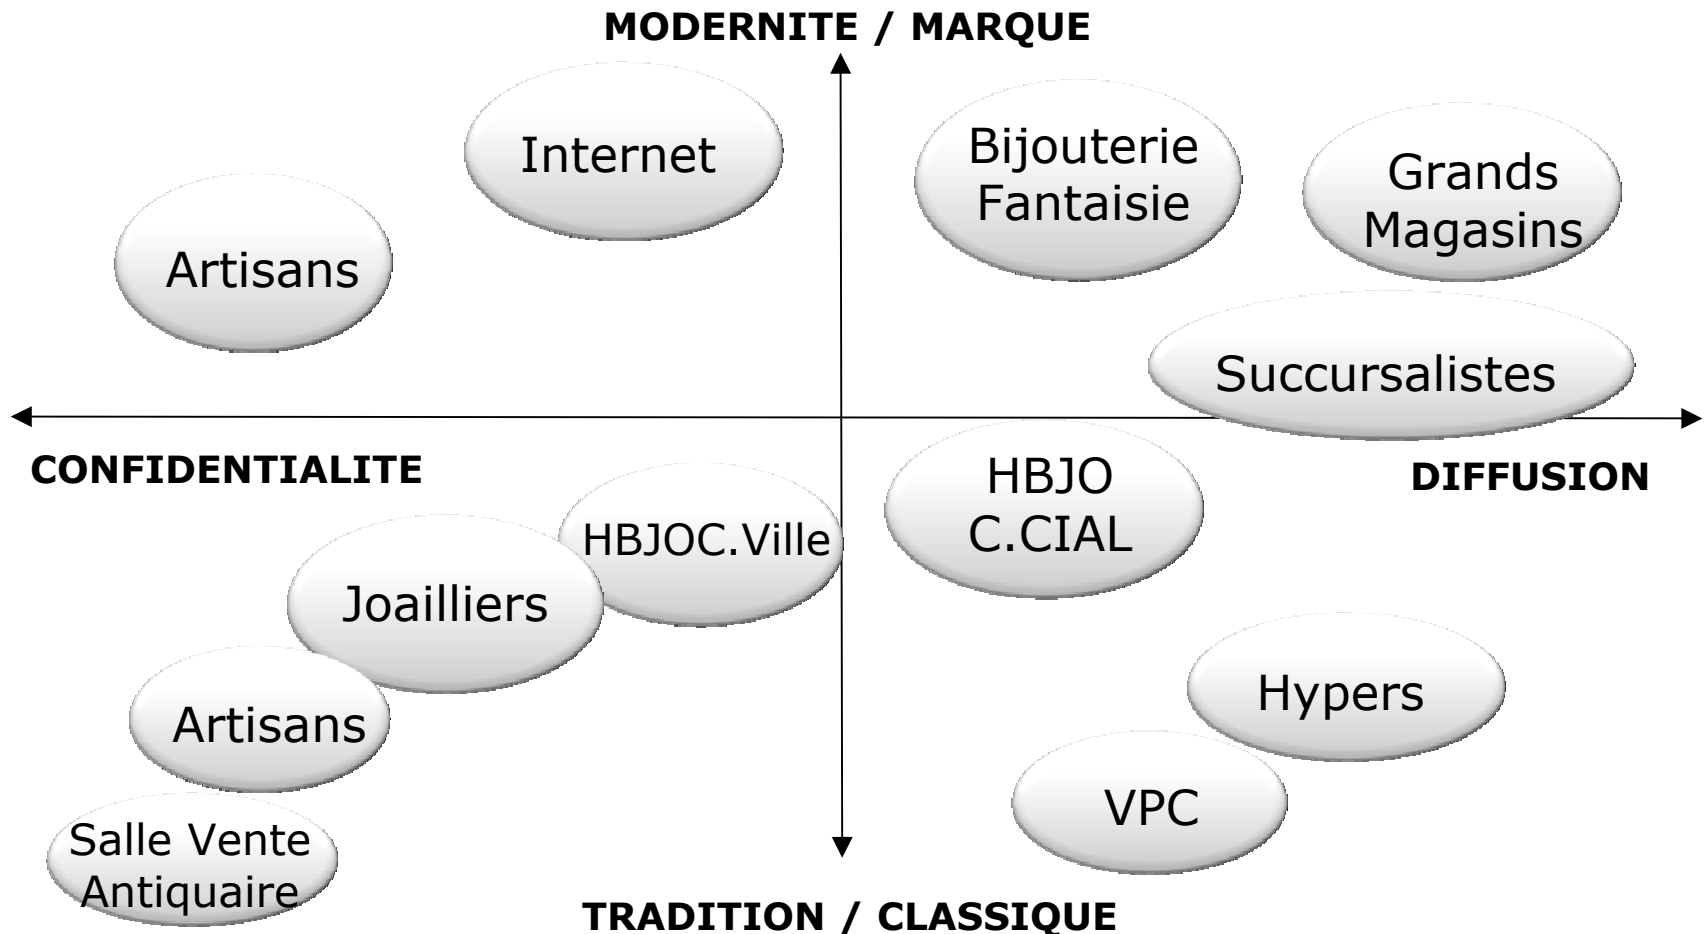 MODERNITE / MARQUE
Internet
Bijouterie
Fantaisie
Grands
Magasins
Artisans
Succursalistes
CONFIDENTIALITE
DIFFUSION
HBJO
C.CIAL
HBJOC.Ville
Joailliers
Hypers
Artisans
VPC
Salle Vente
Antiquaire
TRADITION / CLASSIQUE